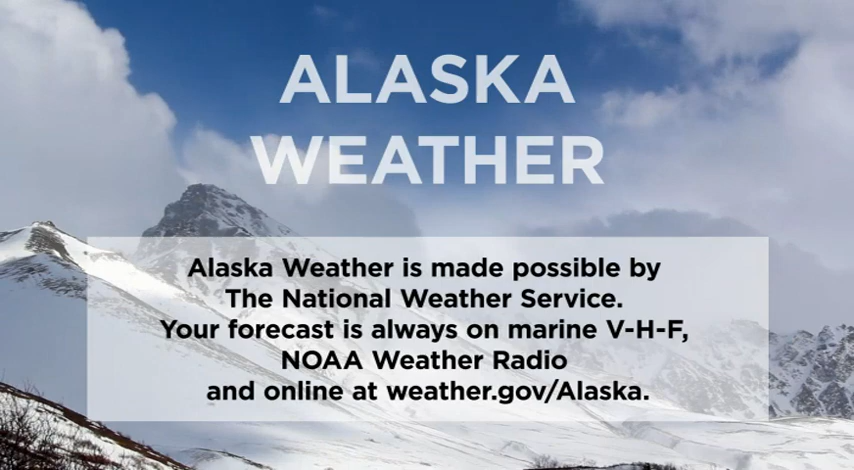 ALASKA
WEATHER
Alaska Weather is made possible by
The National Weather Service.
Your forecast is always on marine V-H-F,
NOAA Weather Radio
and online at weather.gov/Alaska.